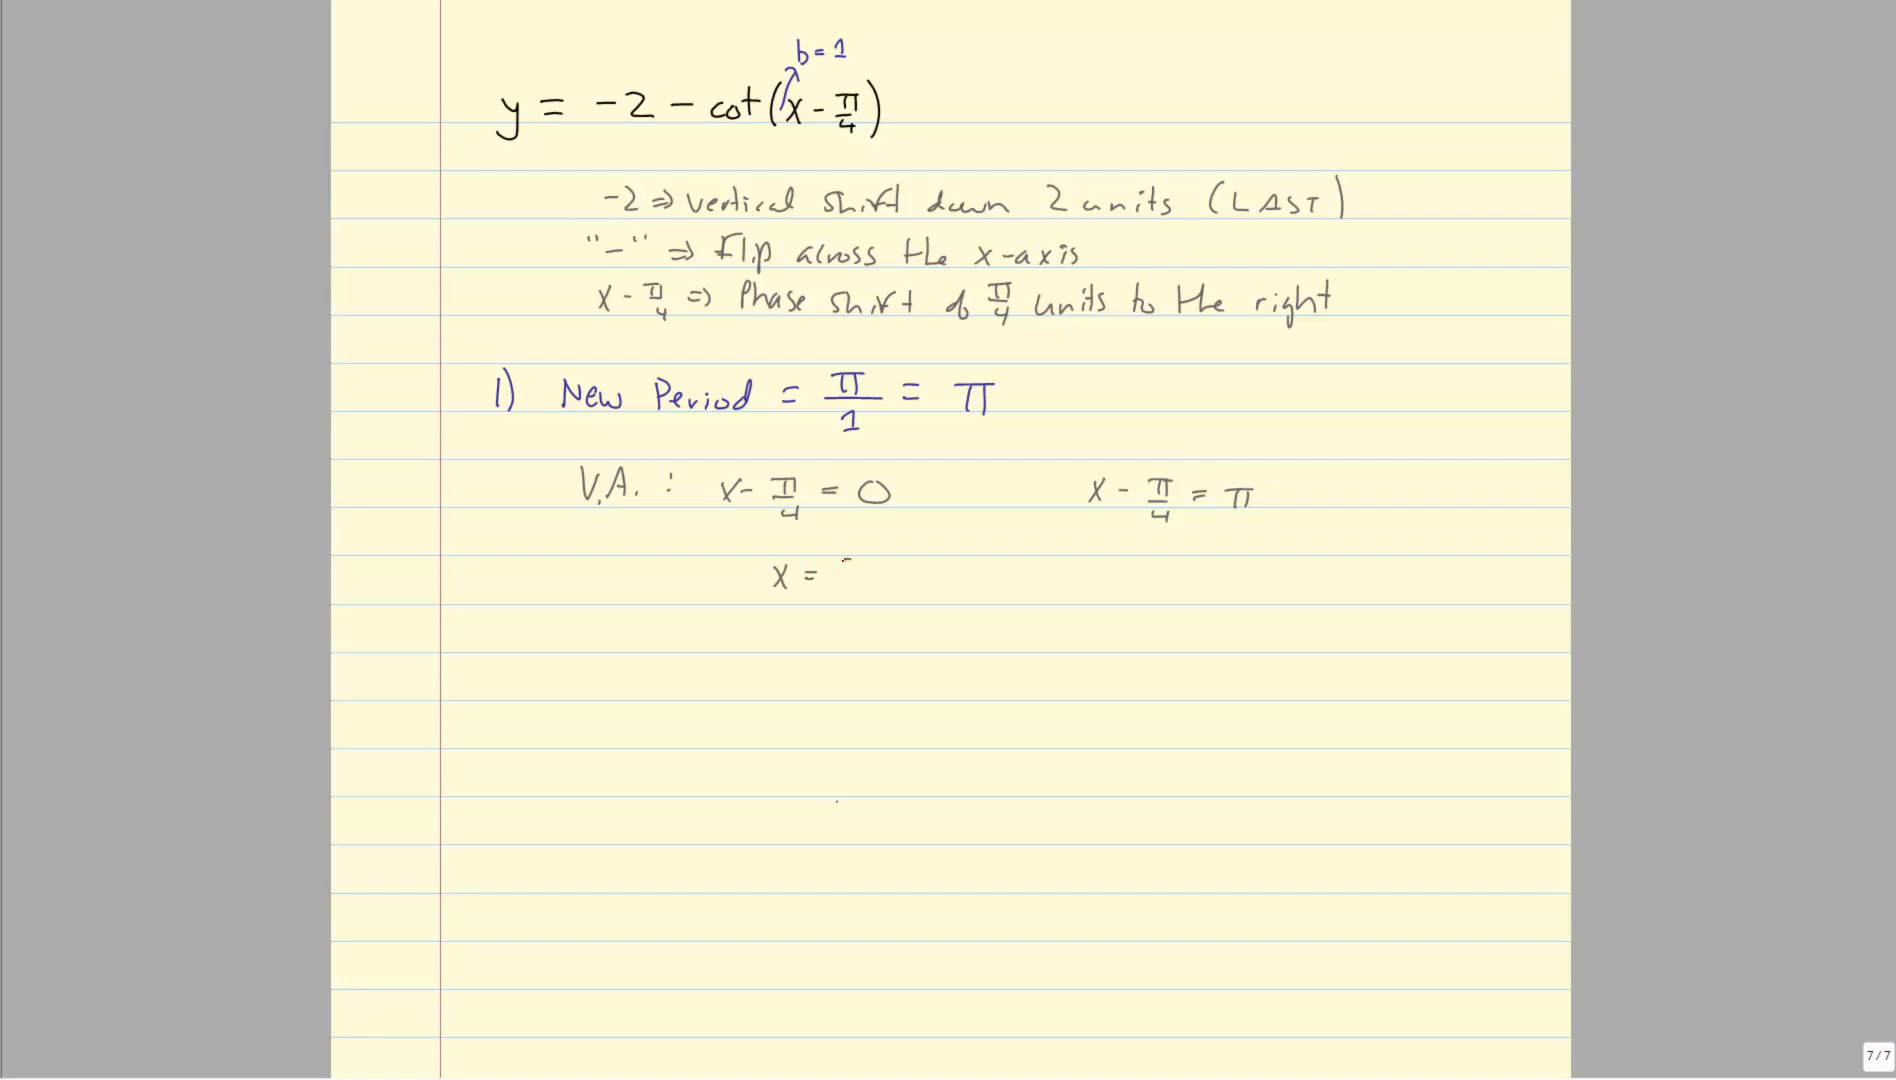 b = 1
y = -2 - cot(x - π/4)
-2 ⇒ vertical shift down 2 units (LAST)
"-" ⇒ flip across the x-axis
x - π/4 ⇒ Phase shift of π/4 units to the right
1) New Period = π/1 = π
V.A. : x - π/4 = 0 x - π/4 = π
x =
7/7